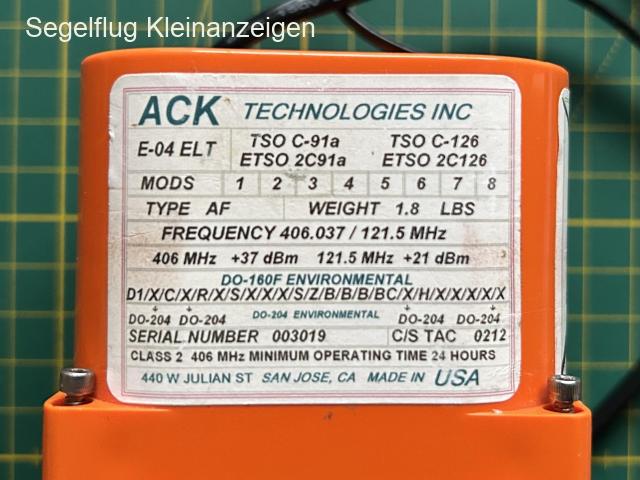 Segelflug Kleinanzeigen
ACK TECHNOLOGIES INC
E-04 ELT TSO C-91a TSO C-126
ETSO 2C91a ETSO 2C126
MODS 1 2 3 4 5 6 7 8
TYPE AF WEIGHT 1.8 LBS
FREQUENCY 406.037 / 121.5 MHz
406 MHz +37 dBm 121.5 MHz +21 dBm
DO-160F ENVIRONMENTAL
D1/X/C/X/R/X/S/X/X/X/S/Z/B/B/B/BC/X/H/X/X/X/X/X
DO-204 DO-204 DO-204 ENVIRONMENTAL DO-204 DO-204
SERIAL NUMBER 003019 C/S TAC 0212
CLASS 2 406 MHz MINIMUM OPERATING TIME 24 HOURS
440 W JULIAN ST SAN JOSE, CA MADE IN USA